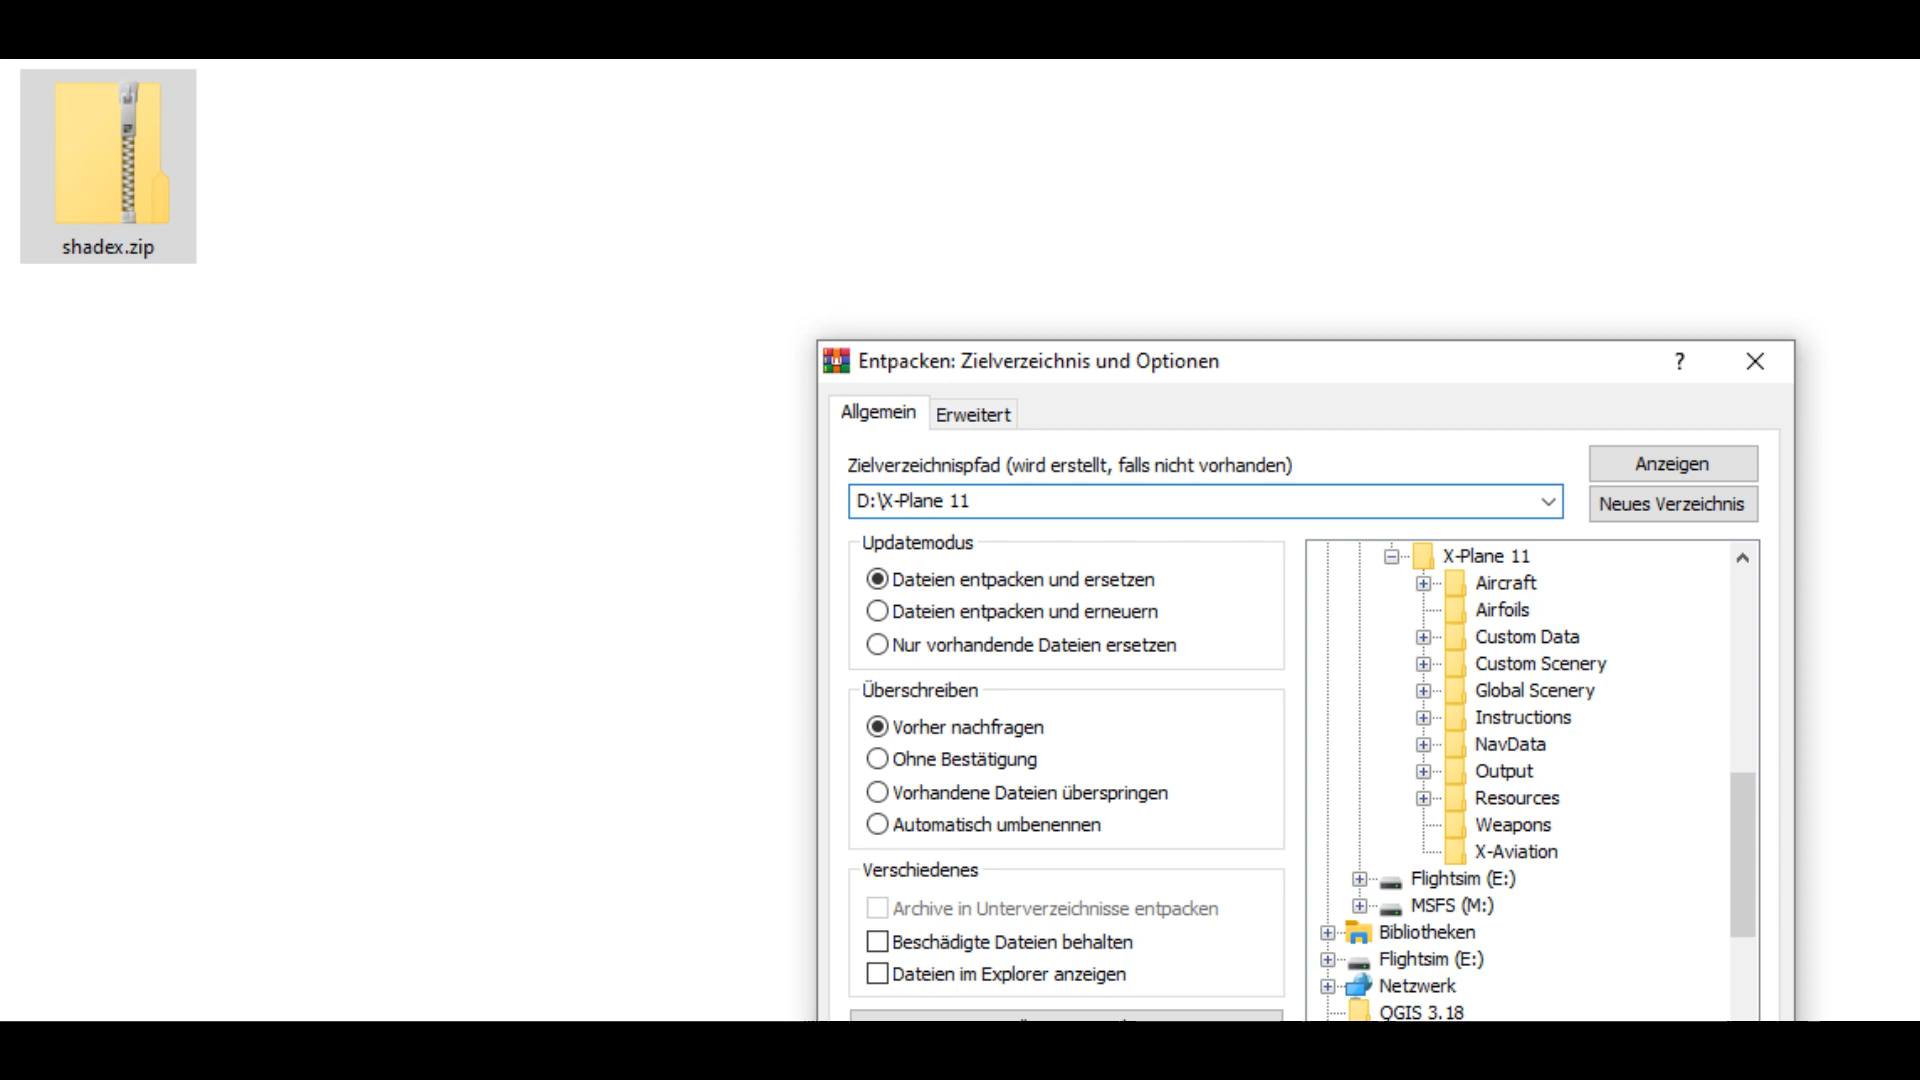 shadex.zip
Entpacken: Zielverzeichnis und Optionen
?
Allgemein
Erweitert
Zielverzeichnispfad (wird erstellt, falls nicht vorhanden)
Anzeigen
D:\X-Plane 11
Neues Verzeichnis
Updatemodus
Dateien entpacken und ersetzen
Dateien entpacken und erneuern
Nur vorhandende Dateien ersetzen
Überschreiben
Vorher nachfragen
Ohne Bestätigung
Vorhandene Dateien überspringen
Automatisch umbenennen
Verschiedenes
Archive in Unterverzeichnisse entpacken
Beschädigte Dateien behalten
Dateien im Explorer anzeigen
X-Plane 11
Aircraft
Airfoils
Custom Data
Custom Scenery
Global Scenery
Instructions
NavData
Output
Resources
Weapons
X-Aviation
Flightsim (E:)
MSFS (M:)
Bibliotheken
Flightsim (E:)
Netzwerk
QGIS 3.18